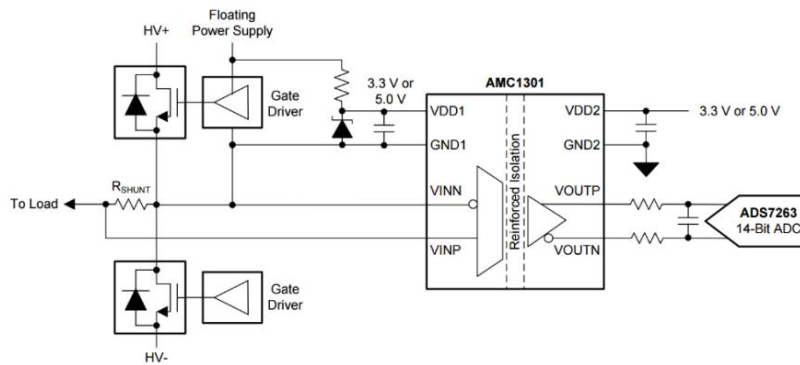 Floating
Power Supply
HV+
Gate
Driver
3.3 V or
5.0 V
AMC1301
VDD1
VDD2
3.3 V or 5.0 V
GND1
GND2
Reinforced Isolation
RSHUNT
To Load
VINN
VOUTP
ADS7263
14-Bit ADC
VINP
VOUTN
Gate
Driver
HV-